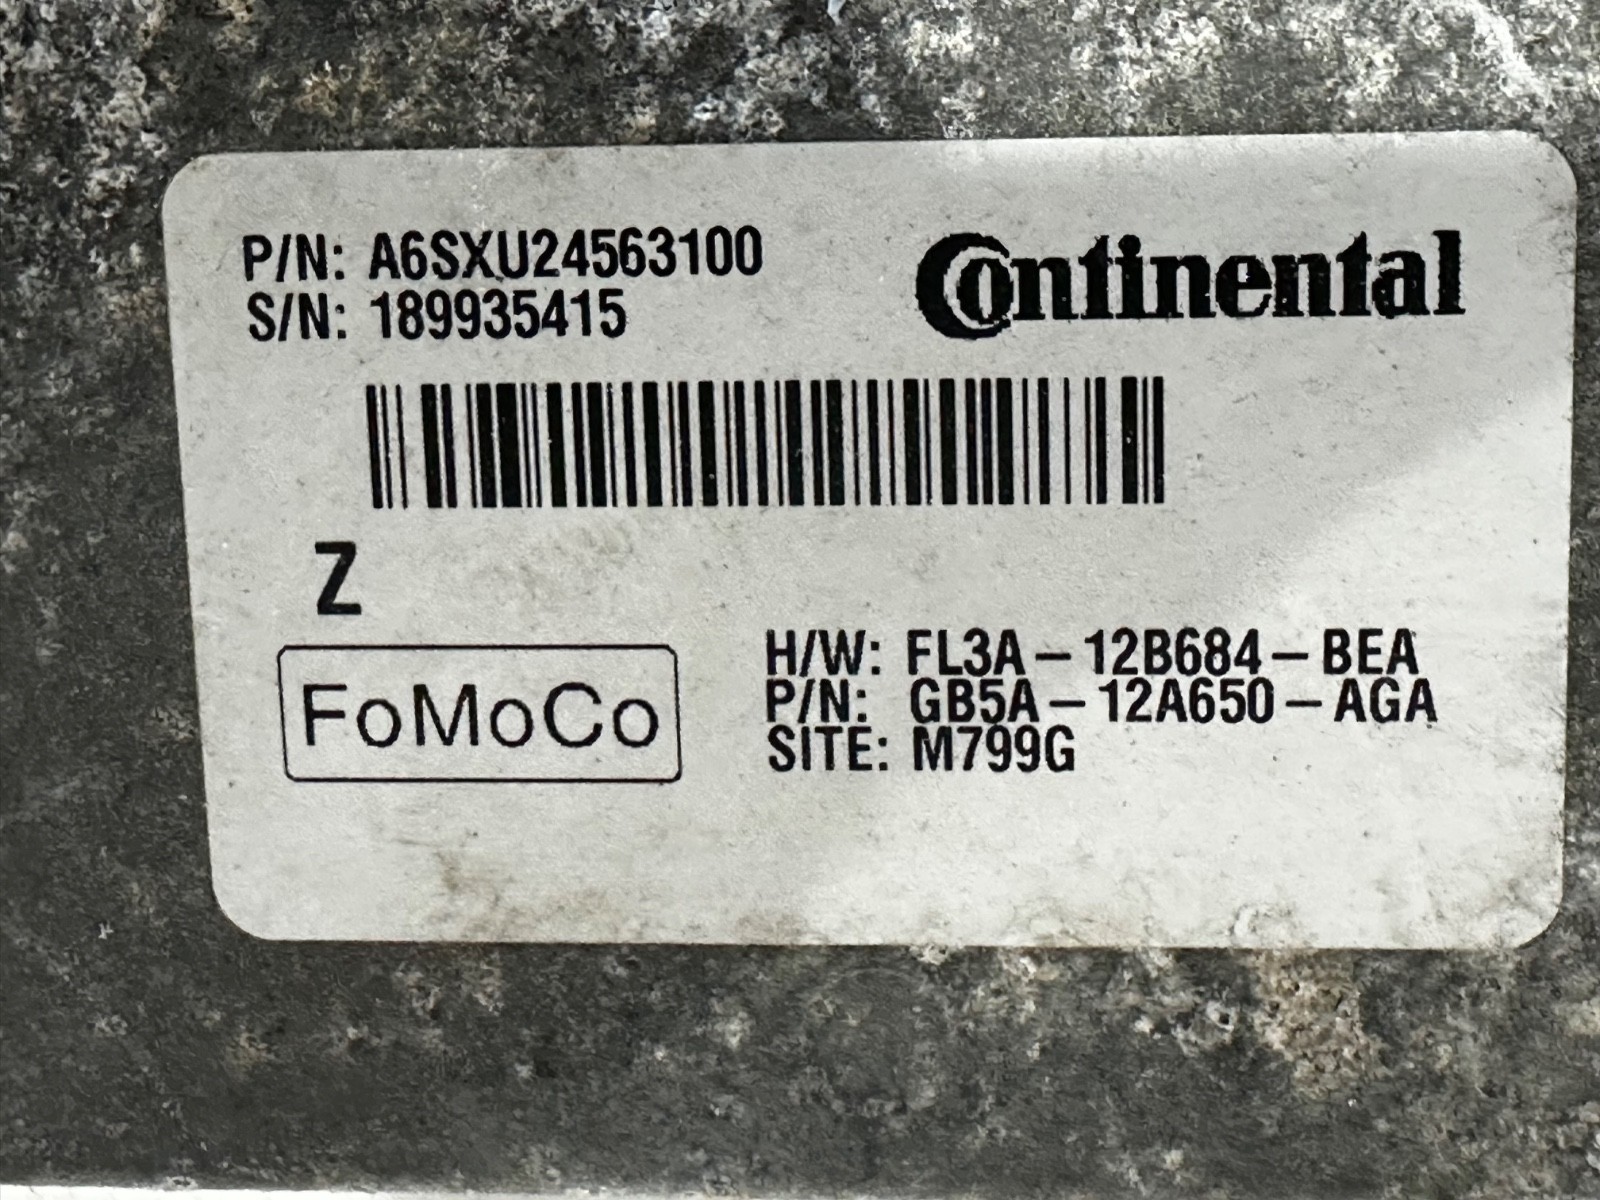 P/N: A6SXU24563100
S/N: 189935415
Continental
Z
FoMoCo
H/W: FL3A-12B684-BEA
P/N: GB5A-12A650-AGA
SITE: M799G